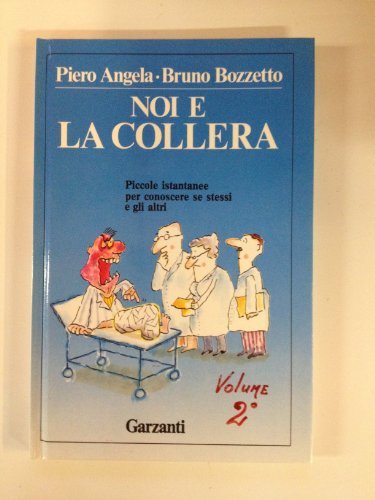 Piero Angela · Bruno Bozzetto
NOI E
LA COLLERA
Piccole istantanee
per conoscere se stessi
e gli altri
Volume
2°
Garzanti